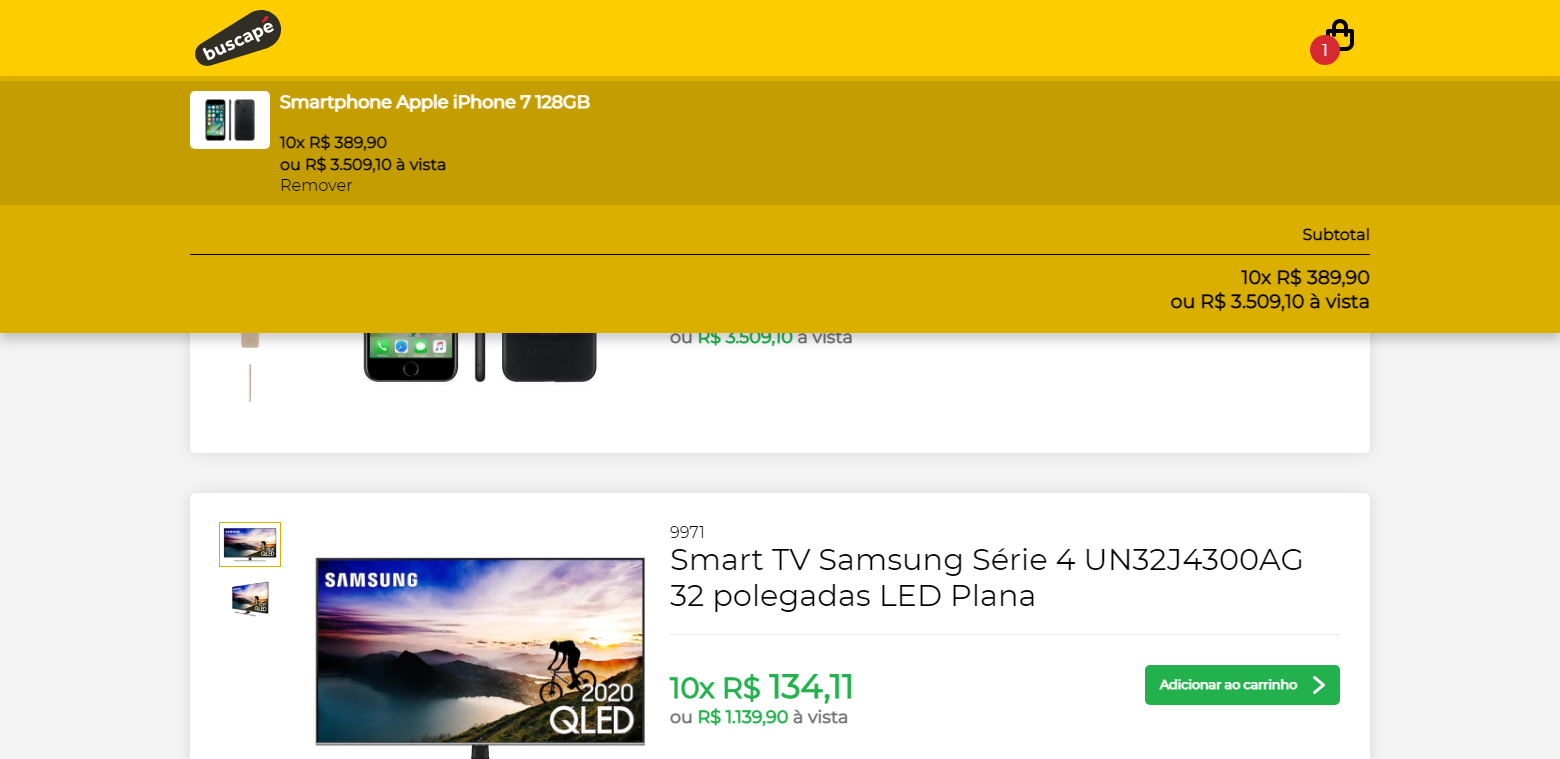 buscapé
1
Smartphone Apple iPhone 7 128GB
10x R$ 389,90
ou R$ 3.509,10 à vista
Remover
Subtotal
10x R$ 389,90
ou R$ 3.509,10 à vista
ou R$ 3.509,10 à vista
9971
Smart TV Samsung Série 4 UN32J4300AG
32 polegadas LED Plana
SAMSUNG
2020
QLED
10x R$ 134,11
ou R$ 1.139,90 à vista
Adicionar ao carrinho